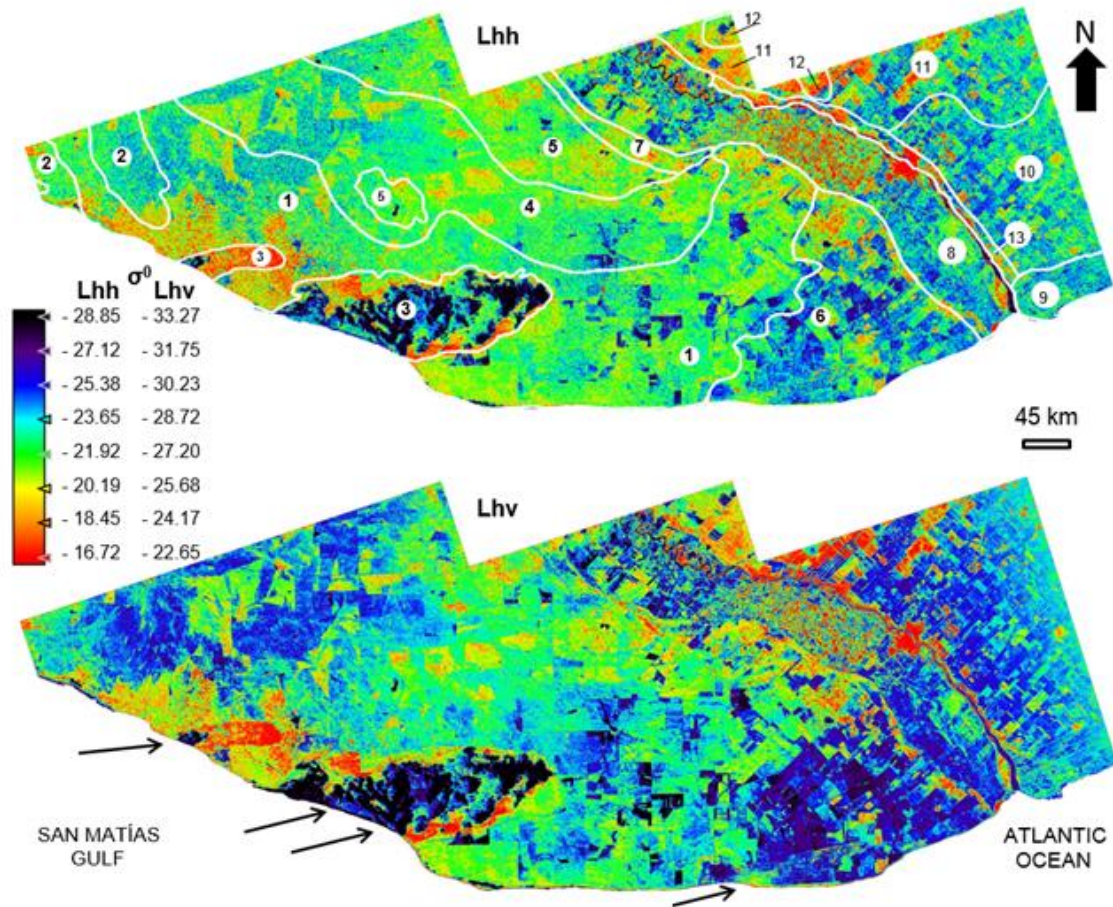 Lhh
N
12
11
12
11
2
2
5
7
5
1
4
10
3
13
8
σ⁰
Lhh Lhv
- 28.85 - 33.27
- 27.12 - 31.75
- 25.38 - 30.23
- 23.65 - 28.72
- 21.92 - 27.20
- 20.19 - 25.68
- 18.45 - 24.17
- 16.72 - 22.65
3
9
6
1
45 km
Lhv
SAN MATÍAS
GULF
ATLANTIC
OCEAN